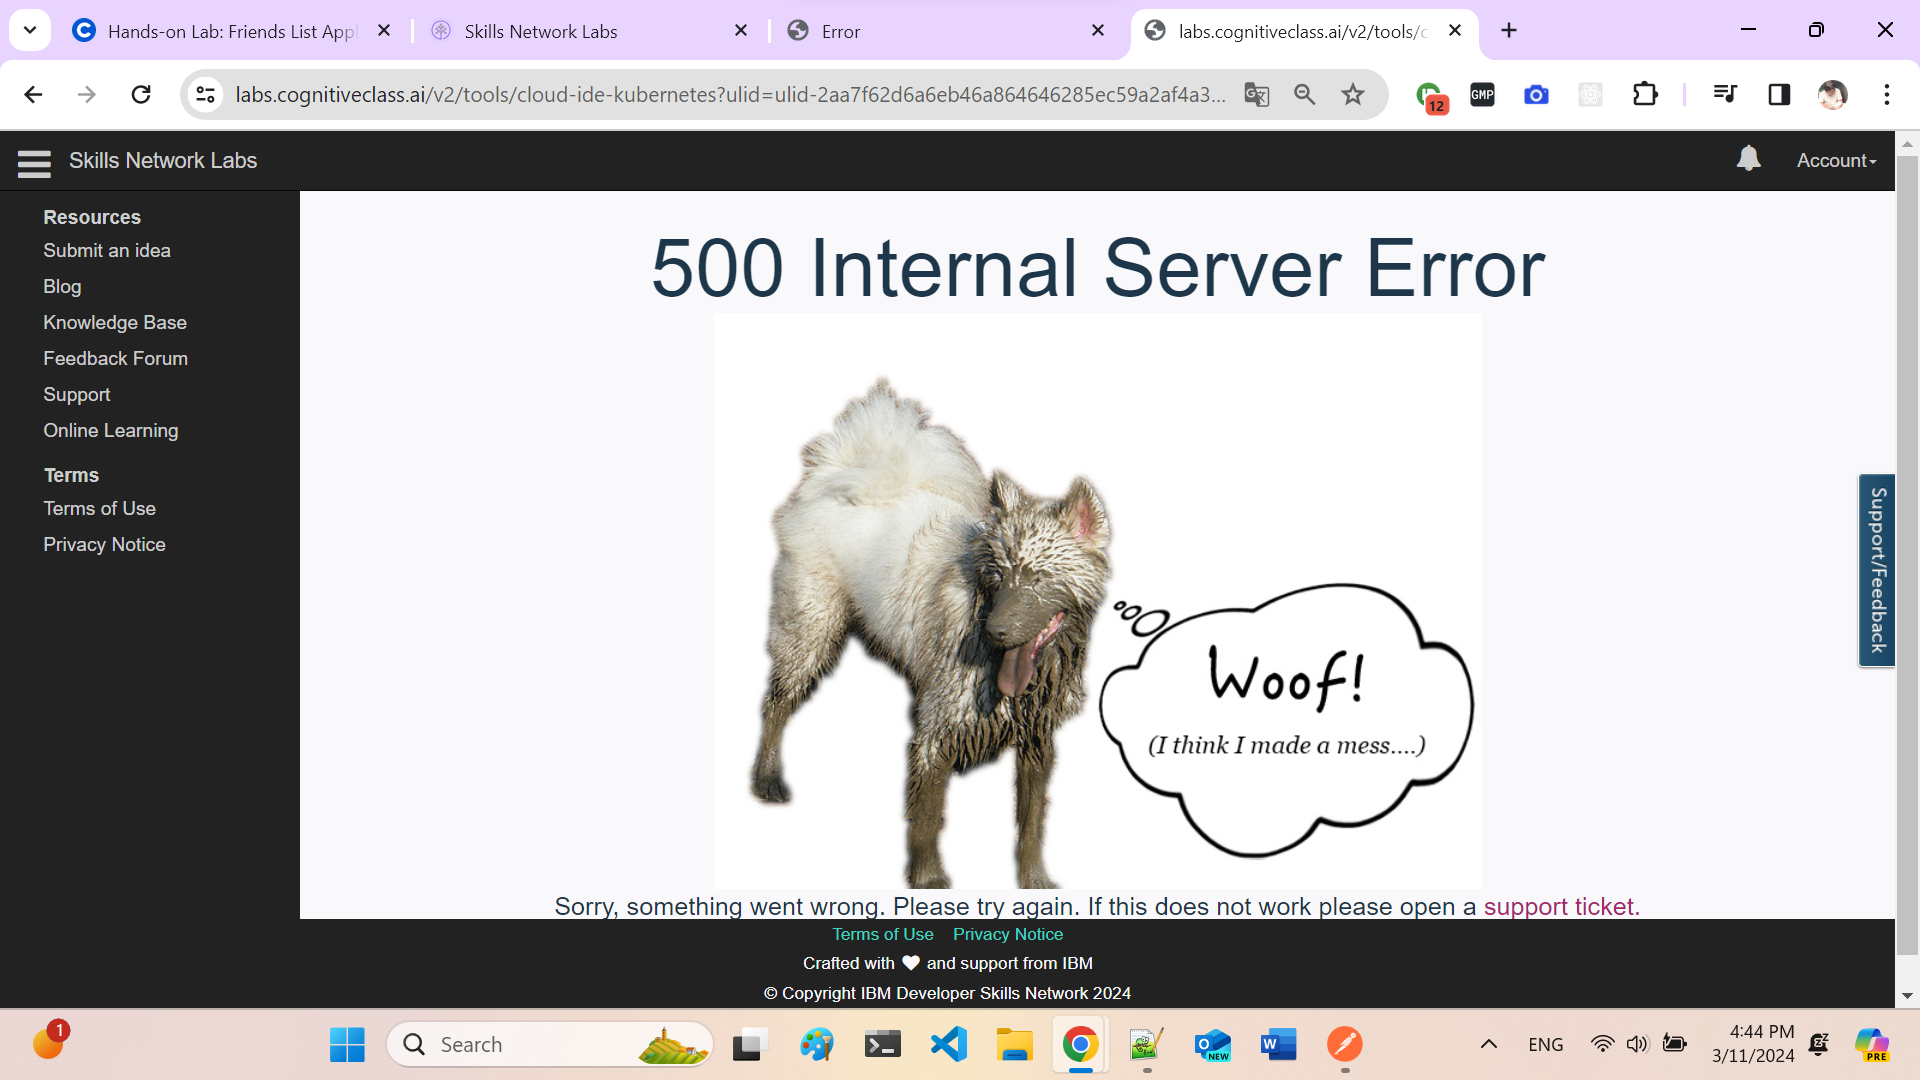 Hands-on Lab: Friends List Appl
Skills Network Labs
Error
labs.cognitiveclass.ai/v2/tools/c
labs.cognitiveclass.ai/v2/tools/cloud-ide-kubernetes?ulid=ulid-2aa7f62d6a6eb46a864646285ec59a2af4a3...
12
GMP
Skills Network Labs
Account
Resources
Submit an idea
Blog
Knowledge Base
Feedback Forum
Support
Online Learning
Terms
Terms of Use
Privacy Notice
500 Internal Server Error
Woof!
(I think I made a mess....)
Support/Feedback
Sorry, something went wrong. Please try again. If this does not work please open a support ticket.
Terms of Use Privacy Notice
Crafted with and support from IBM
© Copyright IBM Developer Skills Network 2024
1
Search
NEW
W
ENG
4:44 PM
3/11/2024
PRE